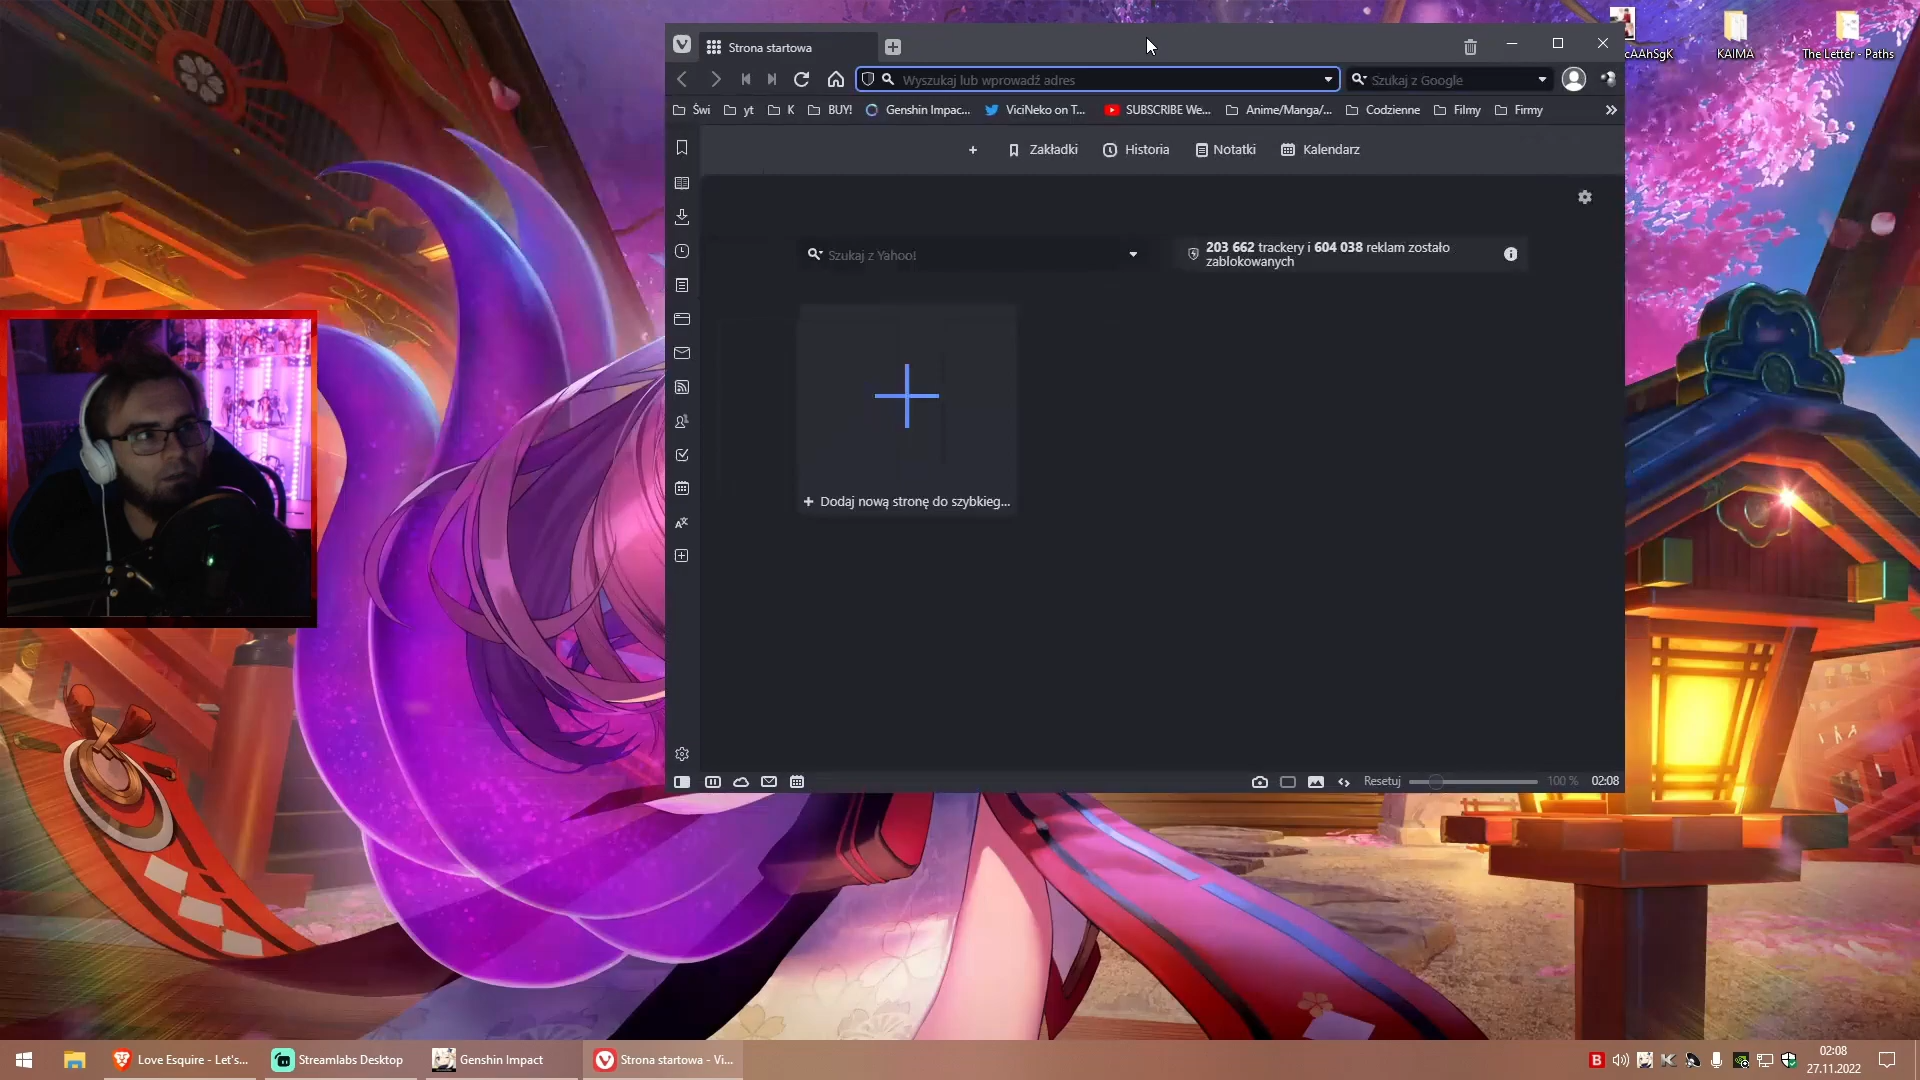 Strona startowa
Wyszukaj lub wprowadź adres
Szukaj z Google
Świ
yt
K
BUY!
Genshin Impac...
ViciNeko on T...
SUBSCRIBE We...
Anime/Manga/...
Codzienne
Filmy
Firmy
Zakładki
Historia
Notatki
Kalendarz
Szukaj z Yahoo!
203 662 trackery i 604 038 reklam zostało
zablokowanych
Dodaj nową stronę do szybkieg...
Resetuj
100 %
02:08
cAAhSgK
KAIMA
The Letter - Paths
Love Esquire - Let's...
Streamlabs Desktop
Genshin Impact
Strona startowa - Vi...
02:08
27.11.2022